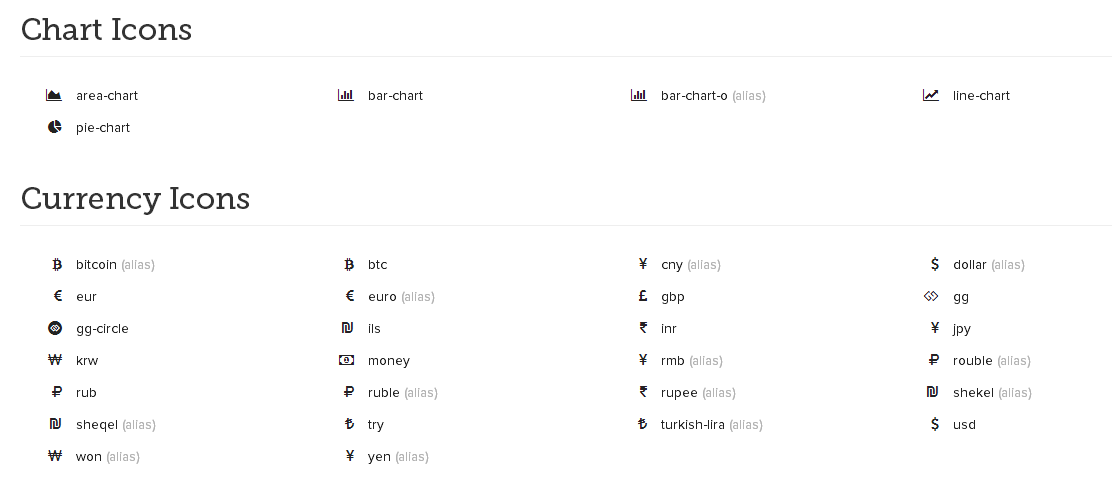 Chart Icons
area-chart bar-chart bar-chart-o (alias) line-chart
pie-chart
Currency Icons
bitcoin (alias) btc cny (alias) dollar (alias)
eur euro (alias) gbp gg
gg-circle ils inr jpy
krw money rmb (alias) rouble (alias)
rub ruble (alias) rupee (alias) shekel (alias)
sheqel (alias) try turkish-lira (alias) usd
won (alias) yen (alias)